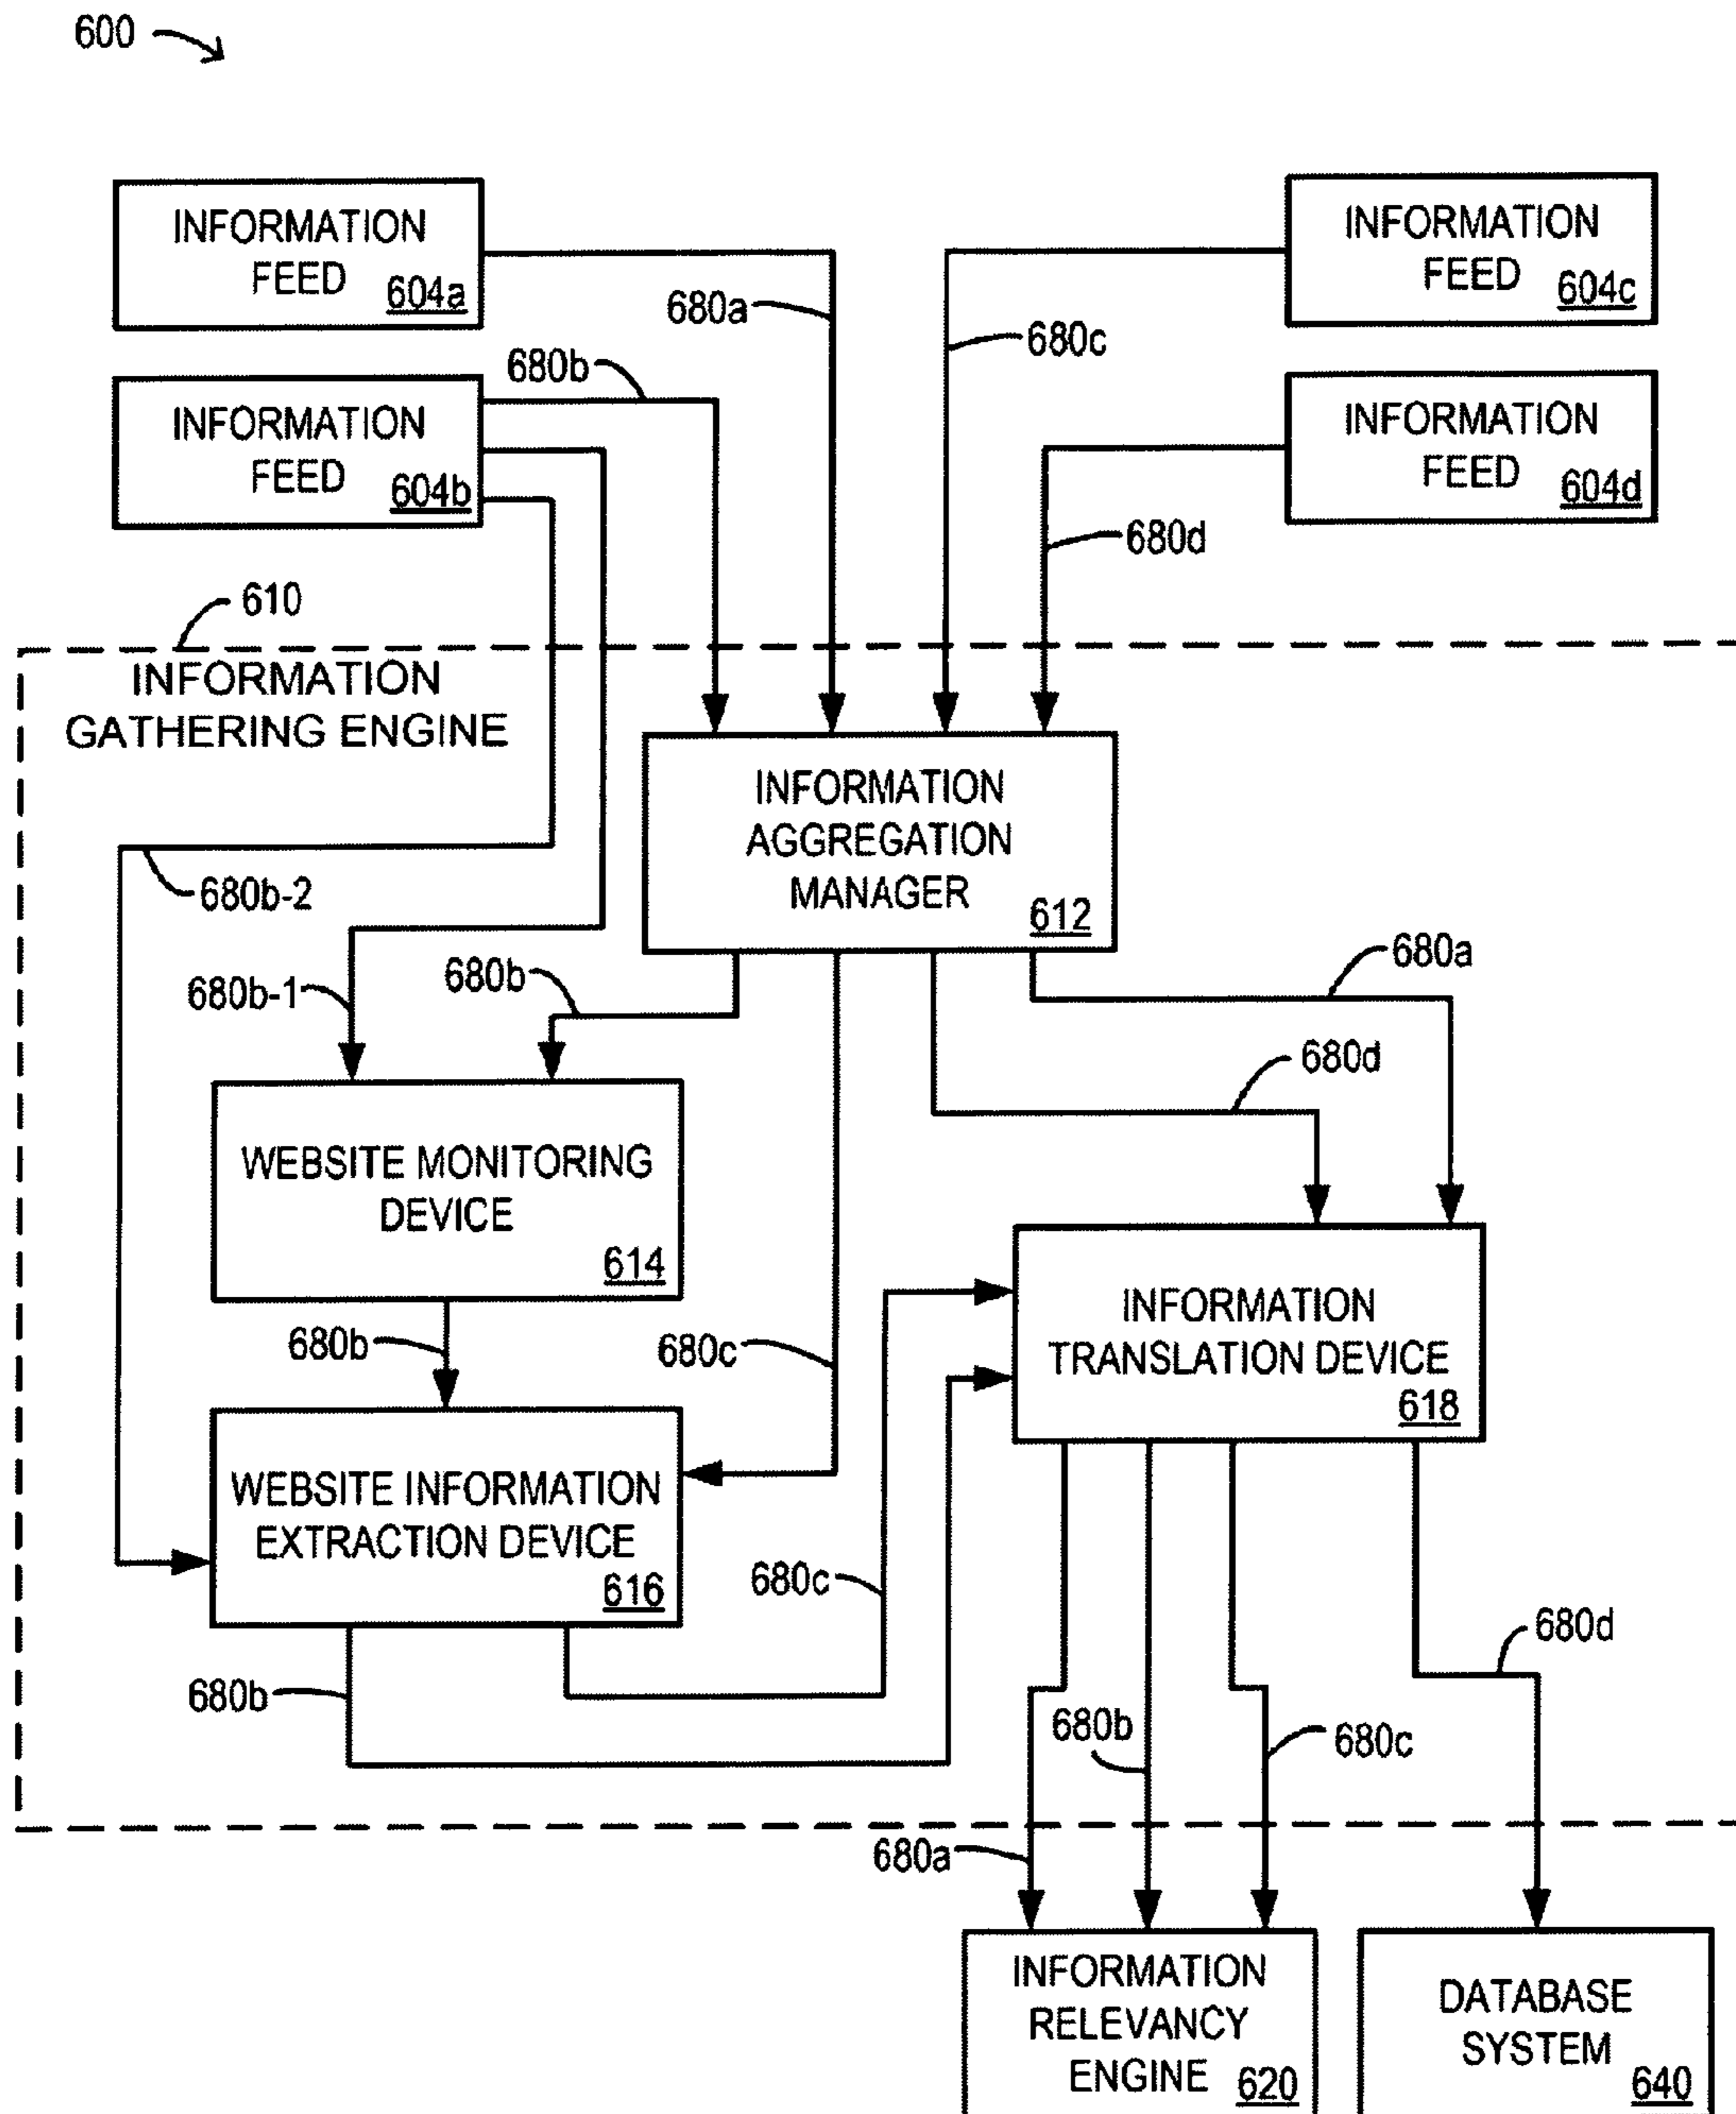 600
INFORMATION
FEED 604a
INFORMATION
FEED 604c
680a
680c
680b
INFORMATION
FEED 604b
INFORMATION
FEED 604d
680d
610
INFORMATION
GATHERING ENGINE
INFORMATION
AGGREGATION
MANAGER
612
680b-2
680b-1
680b
680a
680d
WEBSITE MONITORING
DEVICE
614
680b
680c
INFORMATION
TRANSLATION DEVICE
618
WEBSITE INFORMATION
EXTRACTION DEVICE
616
680c
680b
680d
680b
680c
680a
INFORMATION
RELEVANCY
ENGINE 620
DATABASE
SYSTEM
640